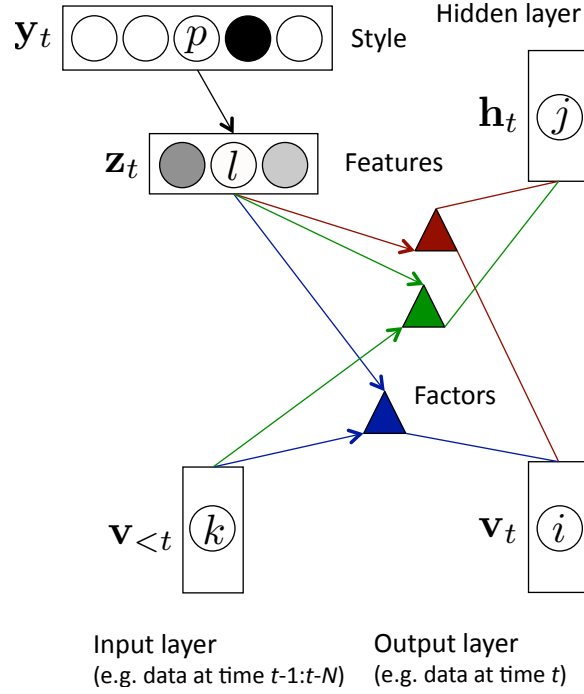 Hidden layer
y_t
p
Style
h_t
j
z_t
l
Features
Factors
v_{<t}
k
v_t
i
Input layer
(e.g. data at time t-1:t-N)
Output layer
(e.g. data at time t)